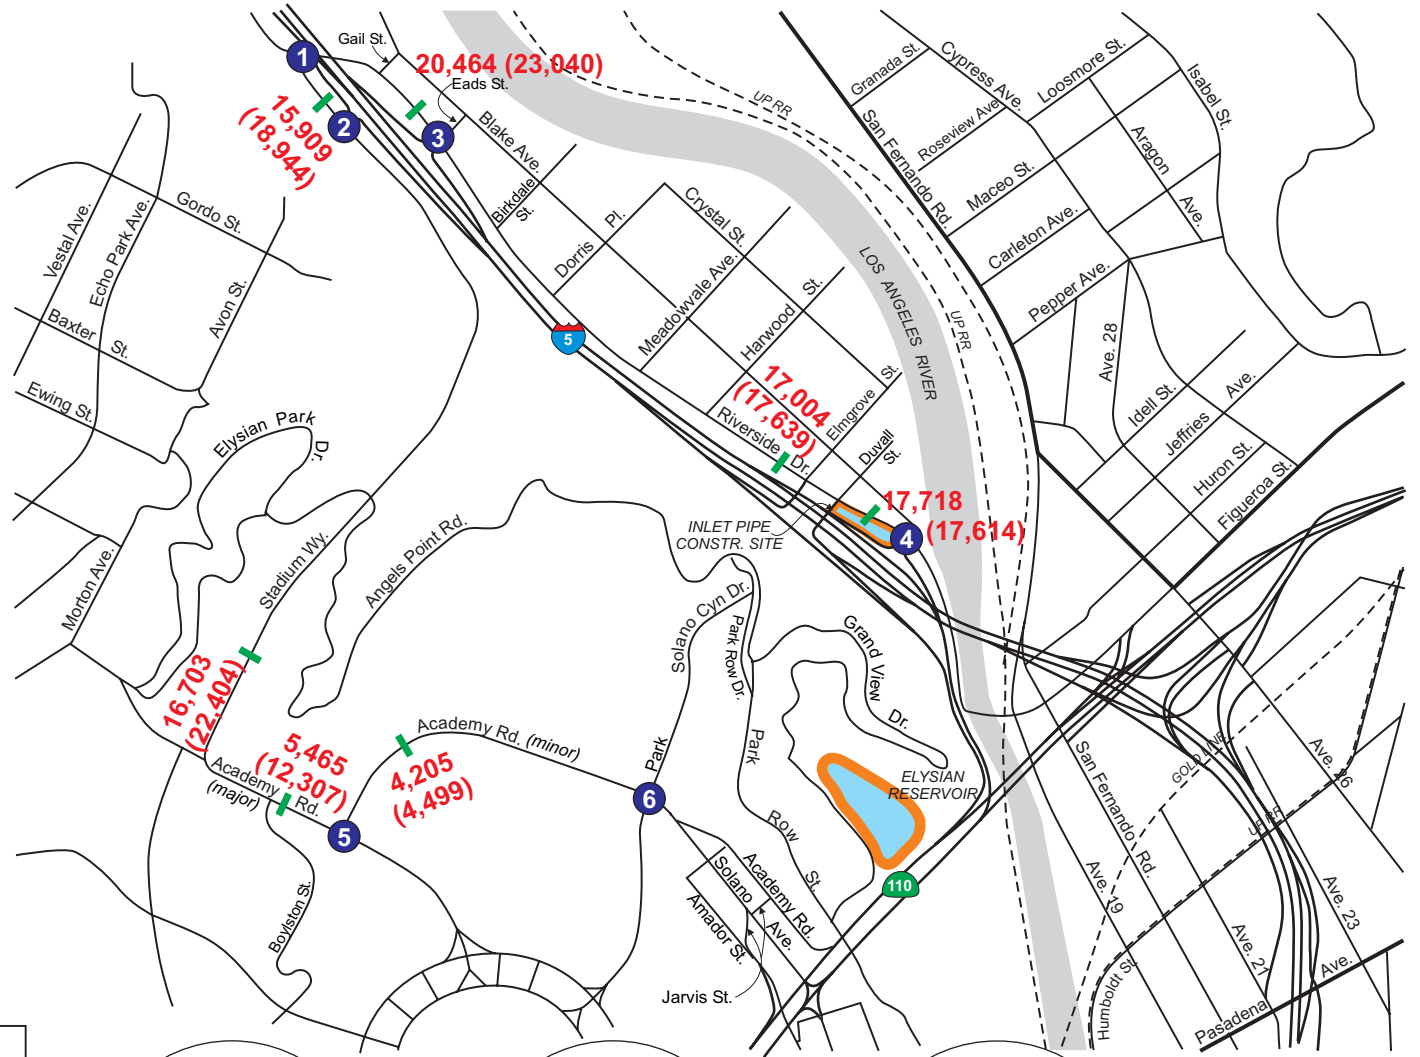 1
Gail St.
20,464 (23,040)
Eads St.
15,909
(18,944)
2
3
Blake Ave.
Birkdale
St.
UP RR
Granada St.
Cypress Ave.
Loosmore St.
Isabel St.
Roseview Ave.
San Fernando Rd.
Aragon
Ave.
Maceo St.
Carleton Ave.
Pepper Ave.
Vestal Ave.
Echo Park Ave.
Gordo St.
Avon St.
Baxter
St.
Ewing St.
Dorris
Pl.
Crystal St.
Meadowvale Ave.
Harwood
St.
LOS ANGELES RIVER
UP RR
5
Ave. 28
Idell St.
Jeffries
Ave.
Huron St.
Figueroa St.
17,004
(17,639)
Riverside
Dr.
Elmgrove
St.
Duvall
St.
Elysian Park
Dr.
17,718
(17,614)
4
INLET PIPE
CONSTR. SITE
Morton Ave.
Stadium Wy.
Angels Point Rd.
Solano Cyn Dr.
Park Row Dr.
Grand View
Dr.
16,703
(22,404)
5,465
(12,307)
Academy
Rd.
(major)
5
4,205
(4,499)
Academy Rd. (minor)
Park
6
Park
Row
St.
ELYSIAN
RESERVOIR
110
Boylston St.
Solano
Ave.
Academy Rd.
Amador St.
Jarvis St.
San Fernando
Rd.
GOLD LINE
UP RR
Ave. 26
Ave. 19
Ave. 21
Ave. 23
Humboldt St.
Pasadena
Ave.